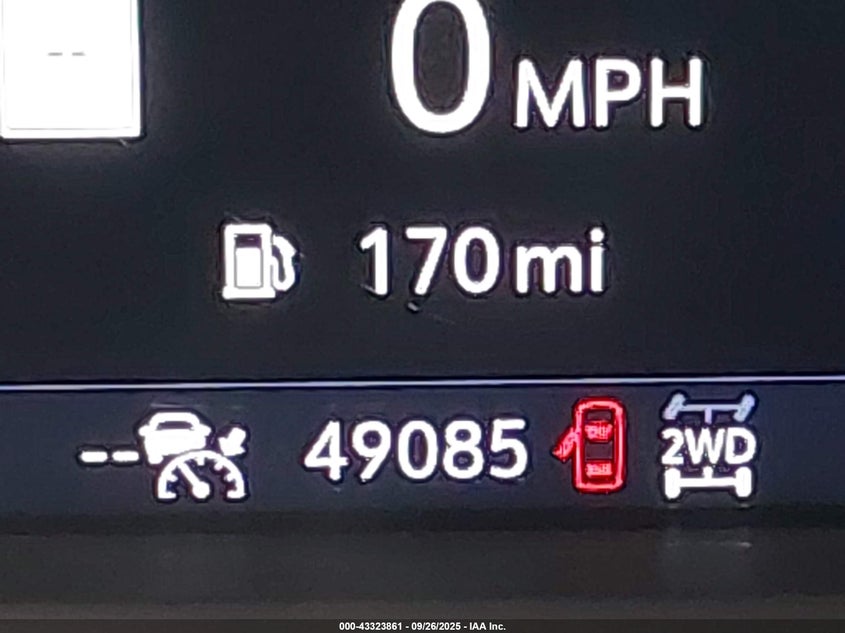 --
0 MPH
170 mi
-- 49085 2WD
000-43323861 - 09/26/2025 - IAA Inc.